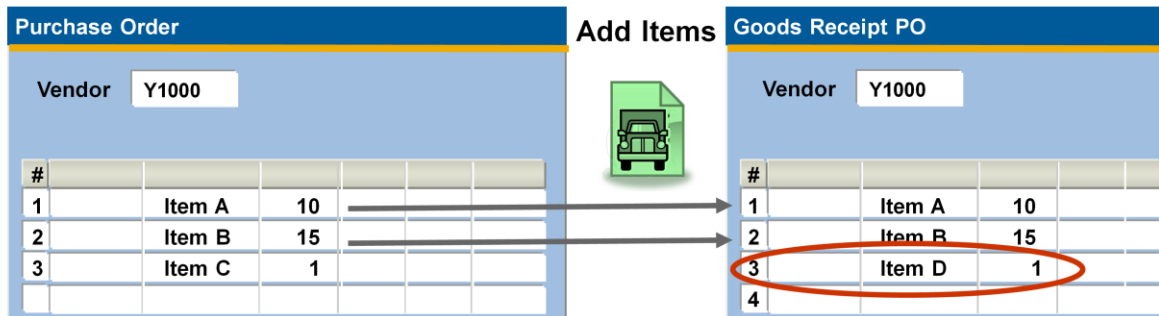 Purchase Order
Add Items
Goods Receipt PO
Vendor Y1000
Vendor Y1000
#
1 Item A 10
2 Item B 15
3 Item C 1
#
1 Item A 10
2 Item B 15
3 Item D 1
4